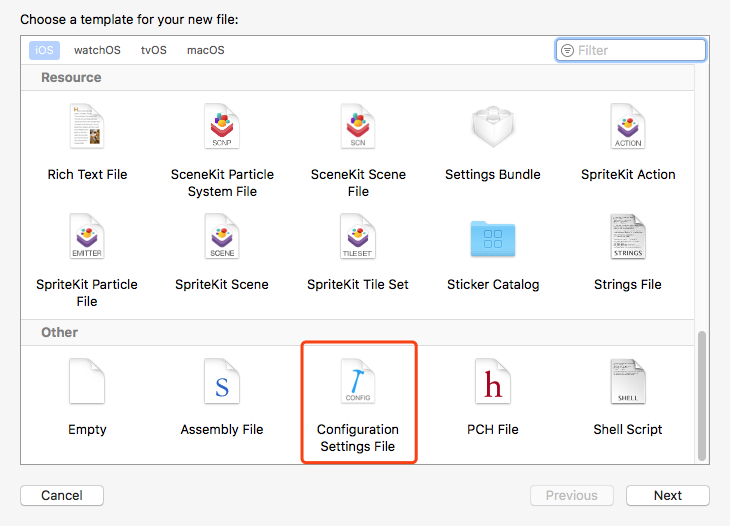 Choose a template for your new file:
iOS watchOS tvOS macOS Filter
Resource
SCNP SCN ACTION
Rich Text File SceneKit Particle System File SceneKit Scene File Settings Bundle SpriteKit Action
EMITTER SCENE TILESET STRINGS
SpriteKit Particle File SpriteKit Scene SpriteKit Tile Set Sticker Catalog Strings File
Other
S CONFIG h SHELL
Empty Assembly File Configuration Settings File PCH File Shell Script
Cancel Previous Next